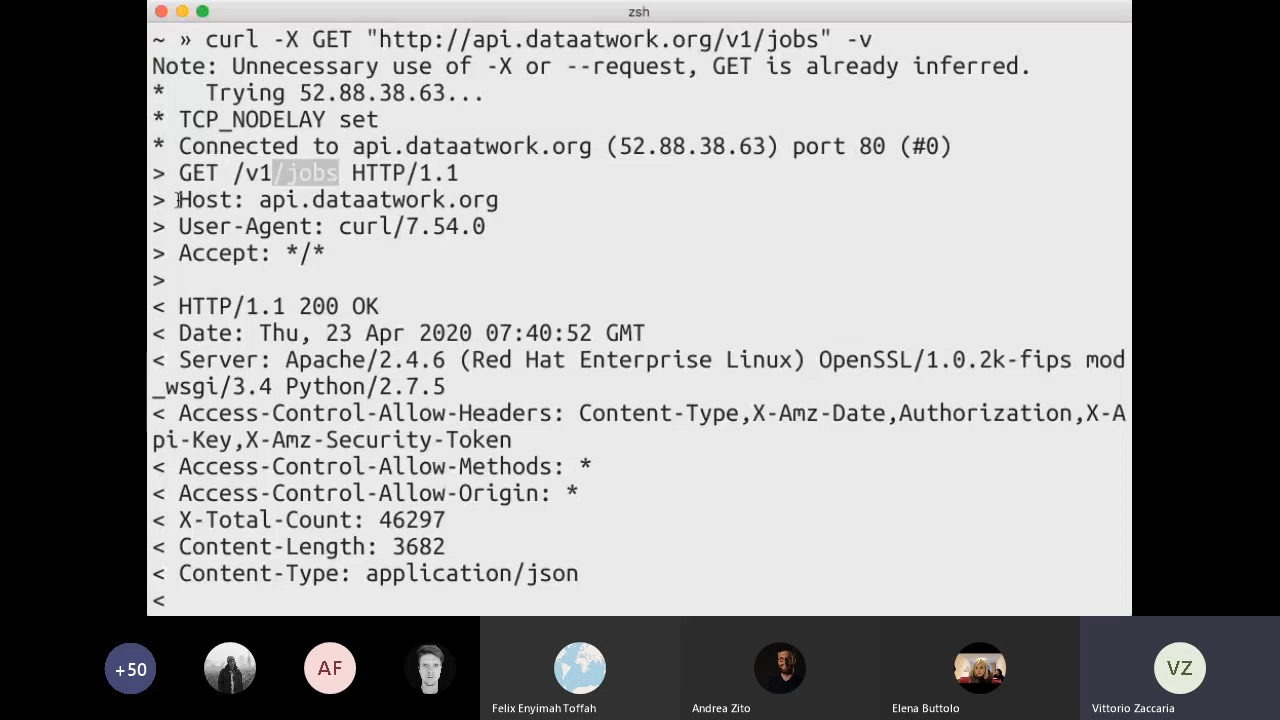 zsh
~ » curl -X GET "http://api.dataatwork.org/v1/jobs" -v
Note: Unnecessary use of -X or --request, GET is already inferred.
*   Trying 52.88.38.63...
* TCP_NODELAY set
* Connected to api.dataatwork.org (52.88.38.63) port 80 (#0)
> GET /v1/jobs HTTP/1.1
> Host: api.dataatwork.org
> User-Agent: curl/7.54.0
> Accept: */*
>
< HTTP/1.1 200 OK
< Date: Thu, 23 Apr 2020 07:40:52 GMT
< Server: Apache/2.4.6 (Red Hat Enterprise Linux) OpenSSL/1.0.2k-fips mod
_wsgi/3.4 Python/2.7.5
< Access-Control-Allow-Headers: Content-Type,X-Amz-Date,Authorization,X-A
pi-Key,X-Amz-Security-Token
< Access-Control-Allow-Methods: *
< Access-Control-Allow-Origin: *
< X-Total-Count: 46297
< Content-Length: 3682
< Content-Type: application/json
<
+50
AF
VZ
Felix Enyimah Toffah
Andrea Zito
Elena Buttolo
Vittorio Zaccaria